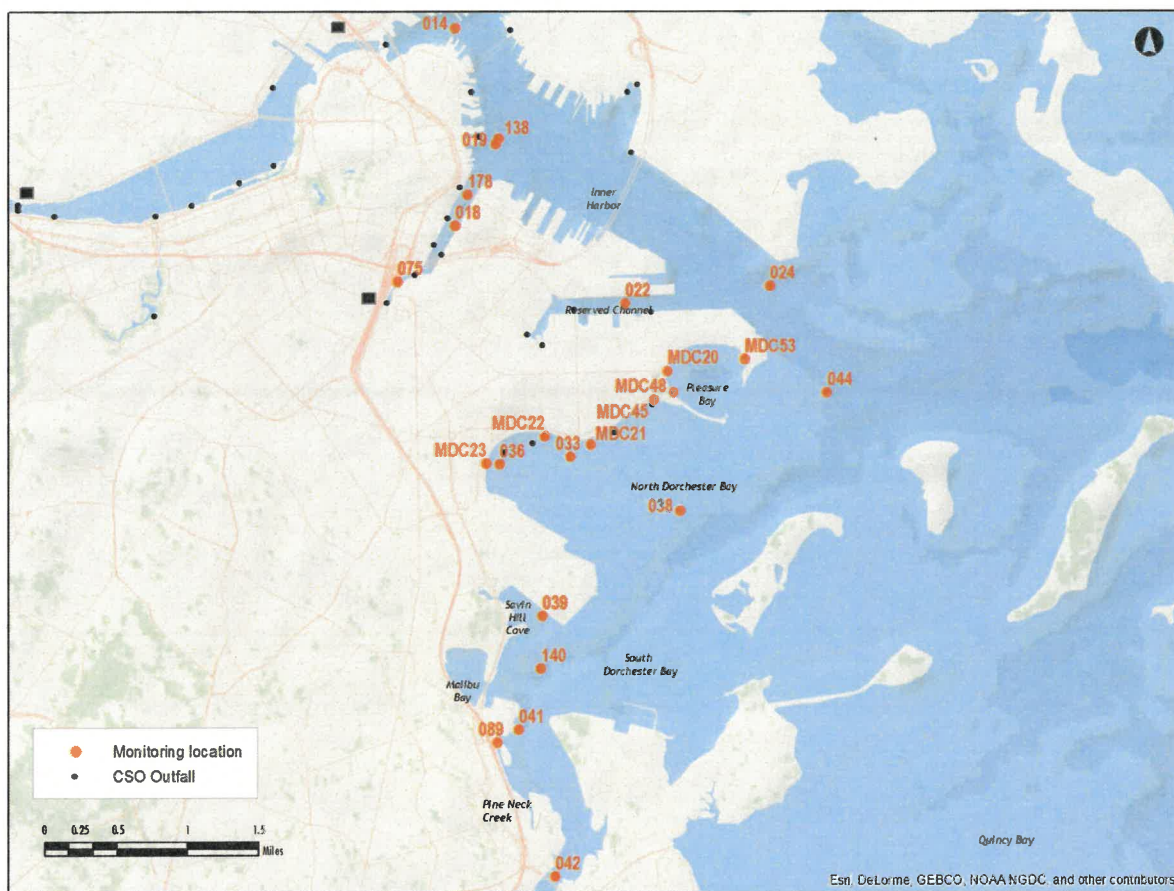 014
138
019
178
Inner
Harbor
018
075
024
022
Reserved Channel
MDC53
MDC20
MDC48
Pleasure
Bay
044
MDC45
MDC22
033
MDC21
MDC23
036
North Dorchester Bay
038
039
Savin
Hill
Cove
140
South
Dorchester Bay
Malibu
Bay
041
089
Monitoring location
CSO Outfall
Pine Neck
Creek
0 0.25 0.5 1 1.5
Miles
Quincy Bay
042
Esri, DeLorme, GEBCO, NOAA NGDC, and other contributors